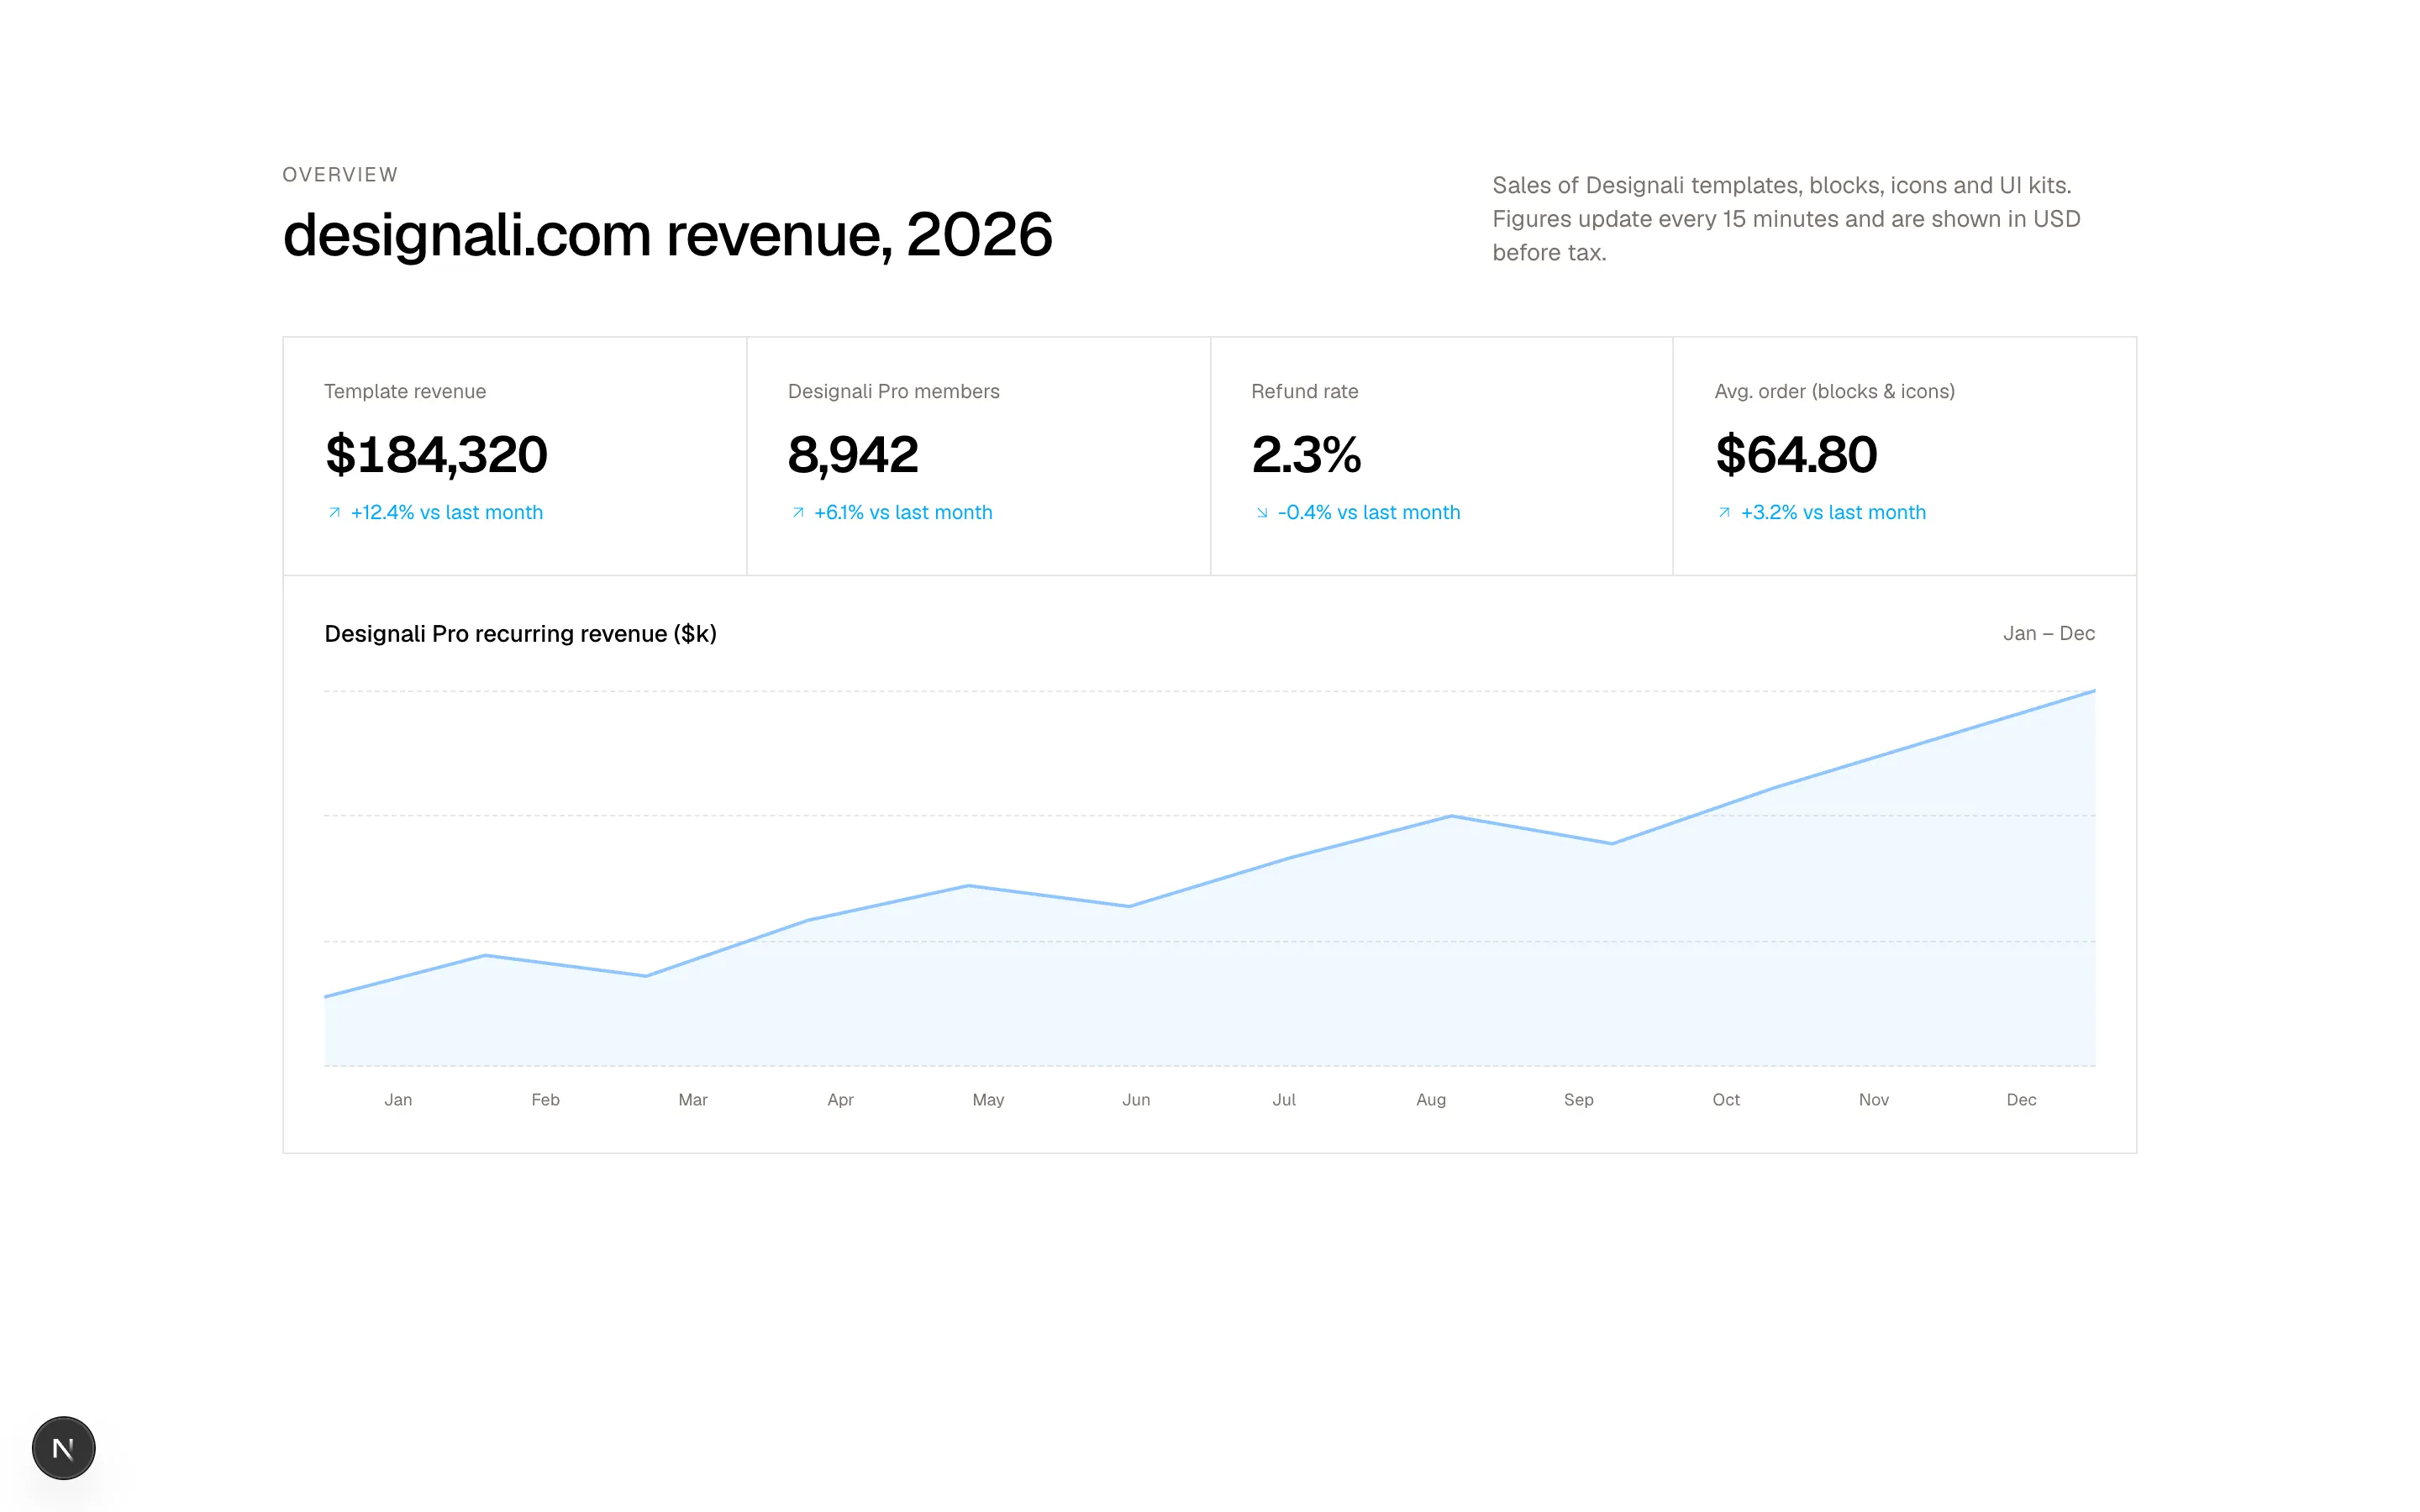 OVERVIEW
designali.com revenue, 2026
Sales of Designali templates, blocks, icons and UI kits.
Figures update every 15 minutes and are shown in USD
before tax.
Template revenue
$184,320
+12.4% vs last month
Designali Pro members
8,942
+6.1% vs last month
Refund rate
2.3%
-0.4% vs last month
Avg. order (blocks & icons)
$64.80
+3.2% vs last month
Designali Pro recurring revenue ($k)
Jan – Dec
Jan Feb Mar Apr May Jun Jul Aug Sep Oct Nov Dec
N